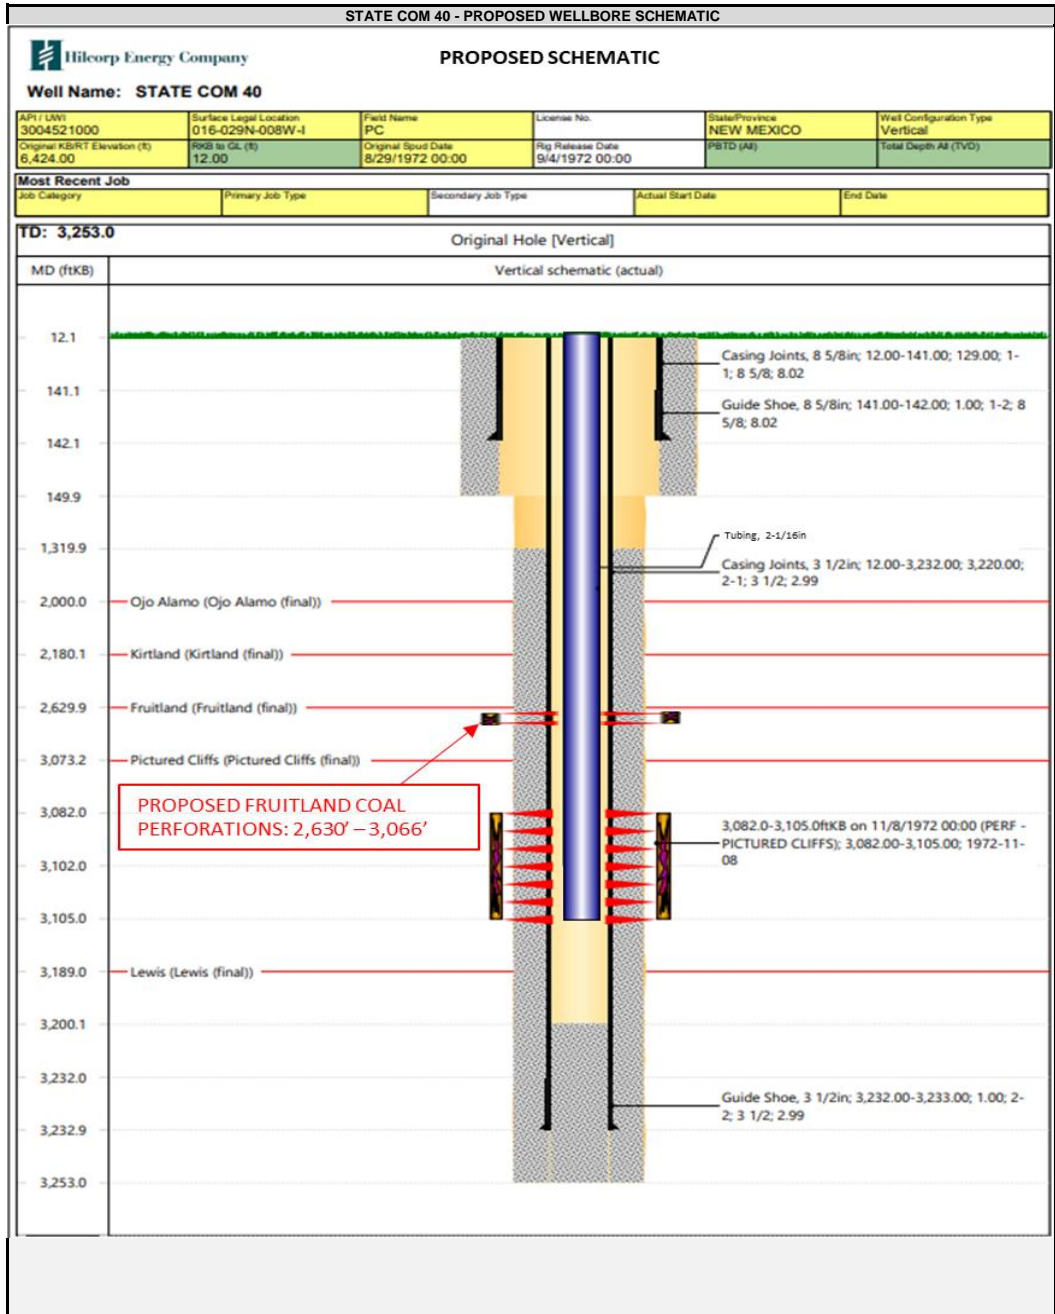 STATE COM 40 - PROPOSED WELLBORE SCHEMATIC
Hilcorp Energy Company
PROPOSED SCHEMATIC
Well Name: STATE COM 40
API / UWI
3004521000
Surface Legal Location
016-029N-008W-I
Field Name
PC
License No.
State/Province
NEW MEXICO
Well Configuration Type
Vertical
Original KB/RT Elevation (ft)
6,424.00
RKB to GL (ft)
12.00
Original Spud Date
8/29/1972 00:00
Rig Release Date
9/4/1972 00:00
PBTD (All)
Total Depth All (TVD)
Most Recent Job
Job Category
Primary Job Type
Secondary Job Type
Actual Start Date
End Date
TD: 3,253.0
Original Hole [Vertical]
MD (ftKB)
Vertical schematic (actual)
12.1
Casing Joints, 8 5/8in; 12.00-141.00; 129.00; 1-
1; 8 5/8; 8.02
141.1
Guide Shoe, 8 5/8in; 141.00-142.00; 1.00; 1-2; 8
5/8; 8.02
142.1
149.9
Tubing, 2-1/16in
1,319.9
Casing Joints, 3 1/2in; 12.00-3,232.00; 3,220.00;
2-1; 3 1/2; 2.99
2,000.0
Ojo Alamo (Ojo Alamo (final))
2,180.1
Kirtland (Kirtland (final))
2,629.9
Fruitland (Fruitland (final))
3,073.2
Pictured Cliffs (Pictured Cliffs (final))
PROPOSED FRUITLAND COAL
PERFORATIONS: 2,630' – 3,066'
3,082.0
3,082.0-3,105.0ftKB on 11/8/1972 00:00 (PERF -
PICTURED CLIFFS); 3,082.00-3,105.00; 1972-11-
08
3,102.0
3,105.0
3,189.0
Lewis (Lewis (final))
3,200.1
3,232.0
Guide Shoe, 3 1/2in; 3,232.00-3,233.00; 1.00; 2-
2; 3 1/2; 2.99
3,232.9
3,253.0